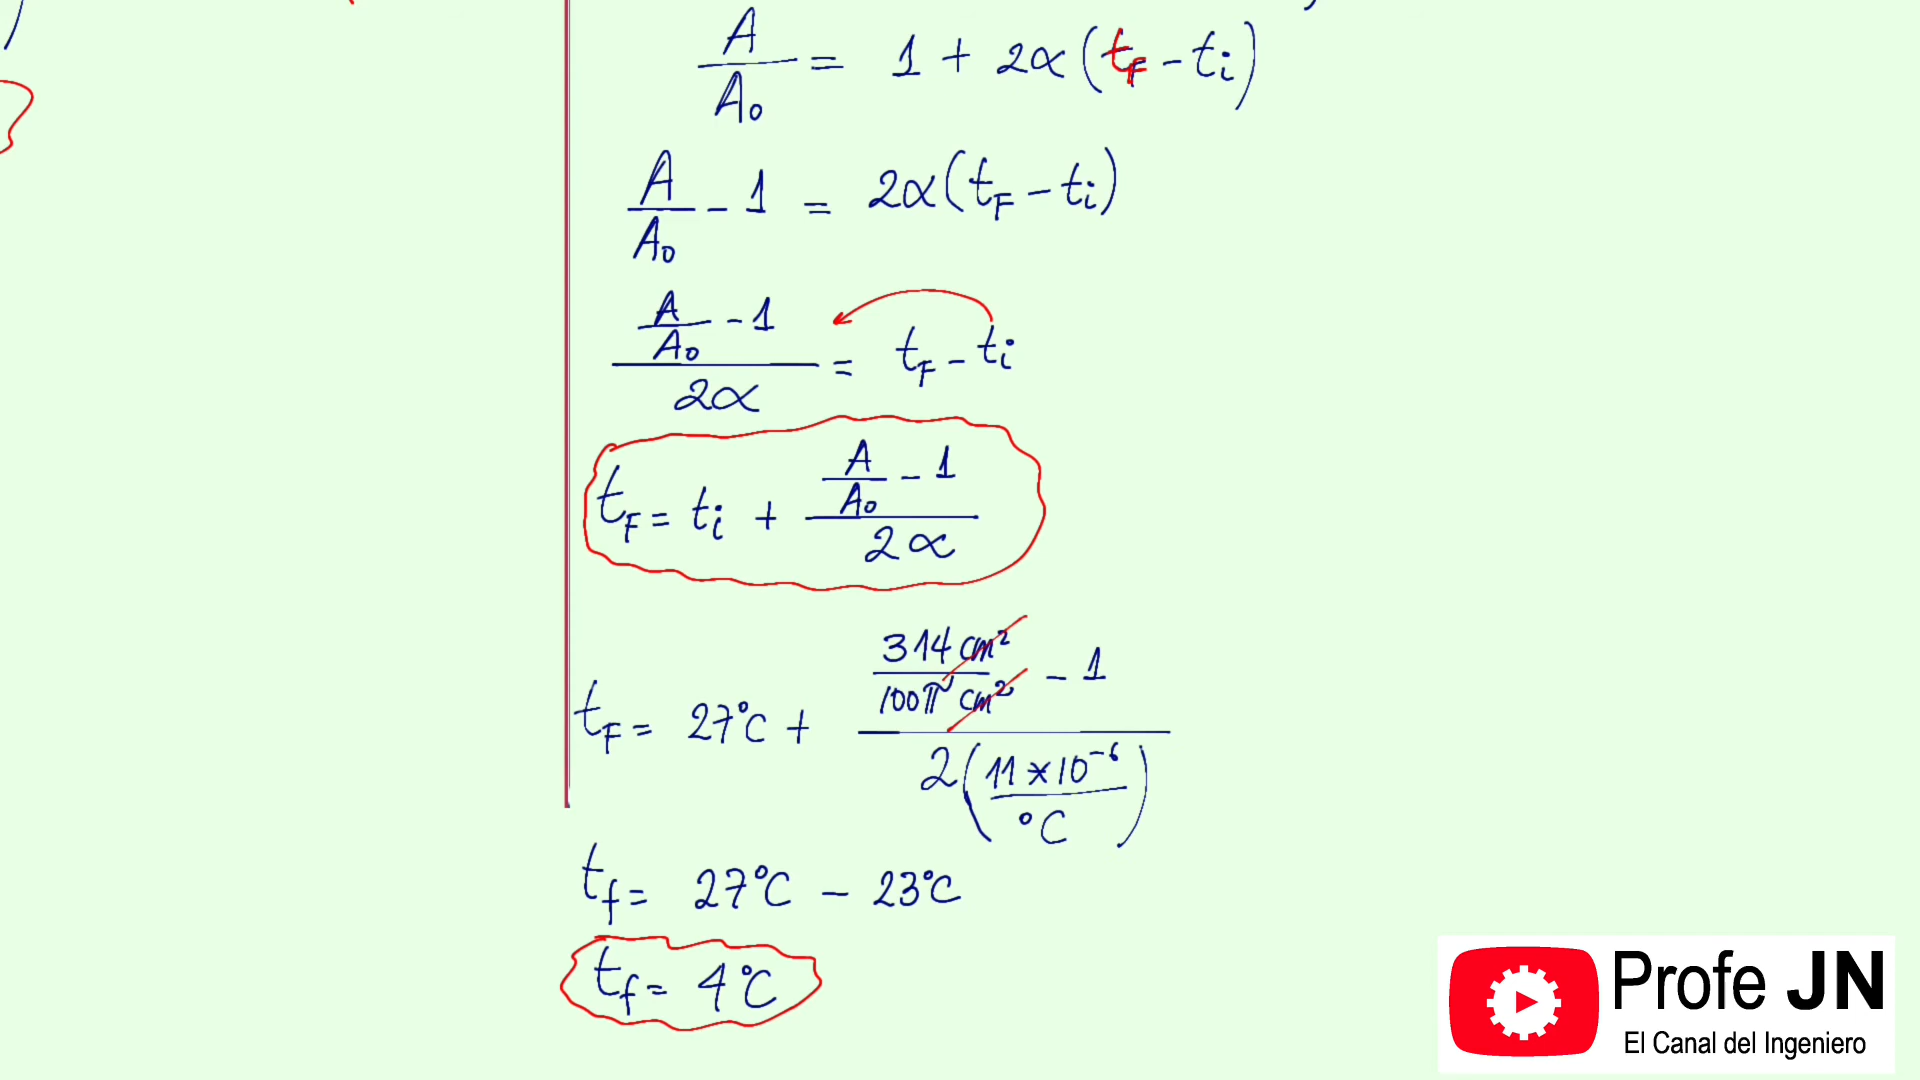 A/A₀ = 1 + 2α(t_F - t_i)
A/A₀ - 1 = 2α(t_F - t_i)
(A/A₀ - 1)/2α = t_F - t_i
t_F = t_i + (A/A₀ - 1)/2α
t_F = 27°C + (314 cm²/100π cm² - 1)/2(11×10⁻⁶/°C)
t_f = 27°C - 23°C
t_f = 4°C
Profe JN
El Canal del Ingeniero